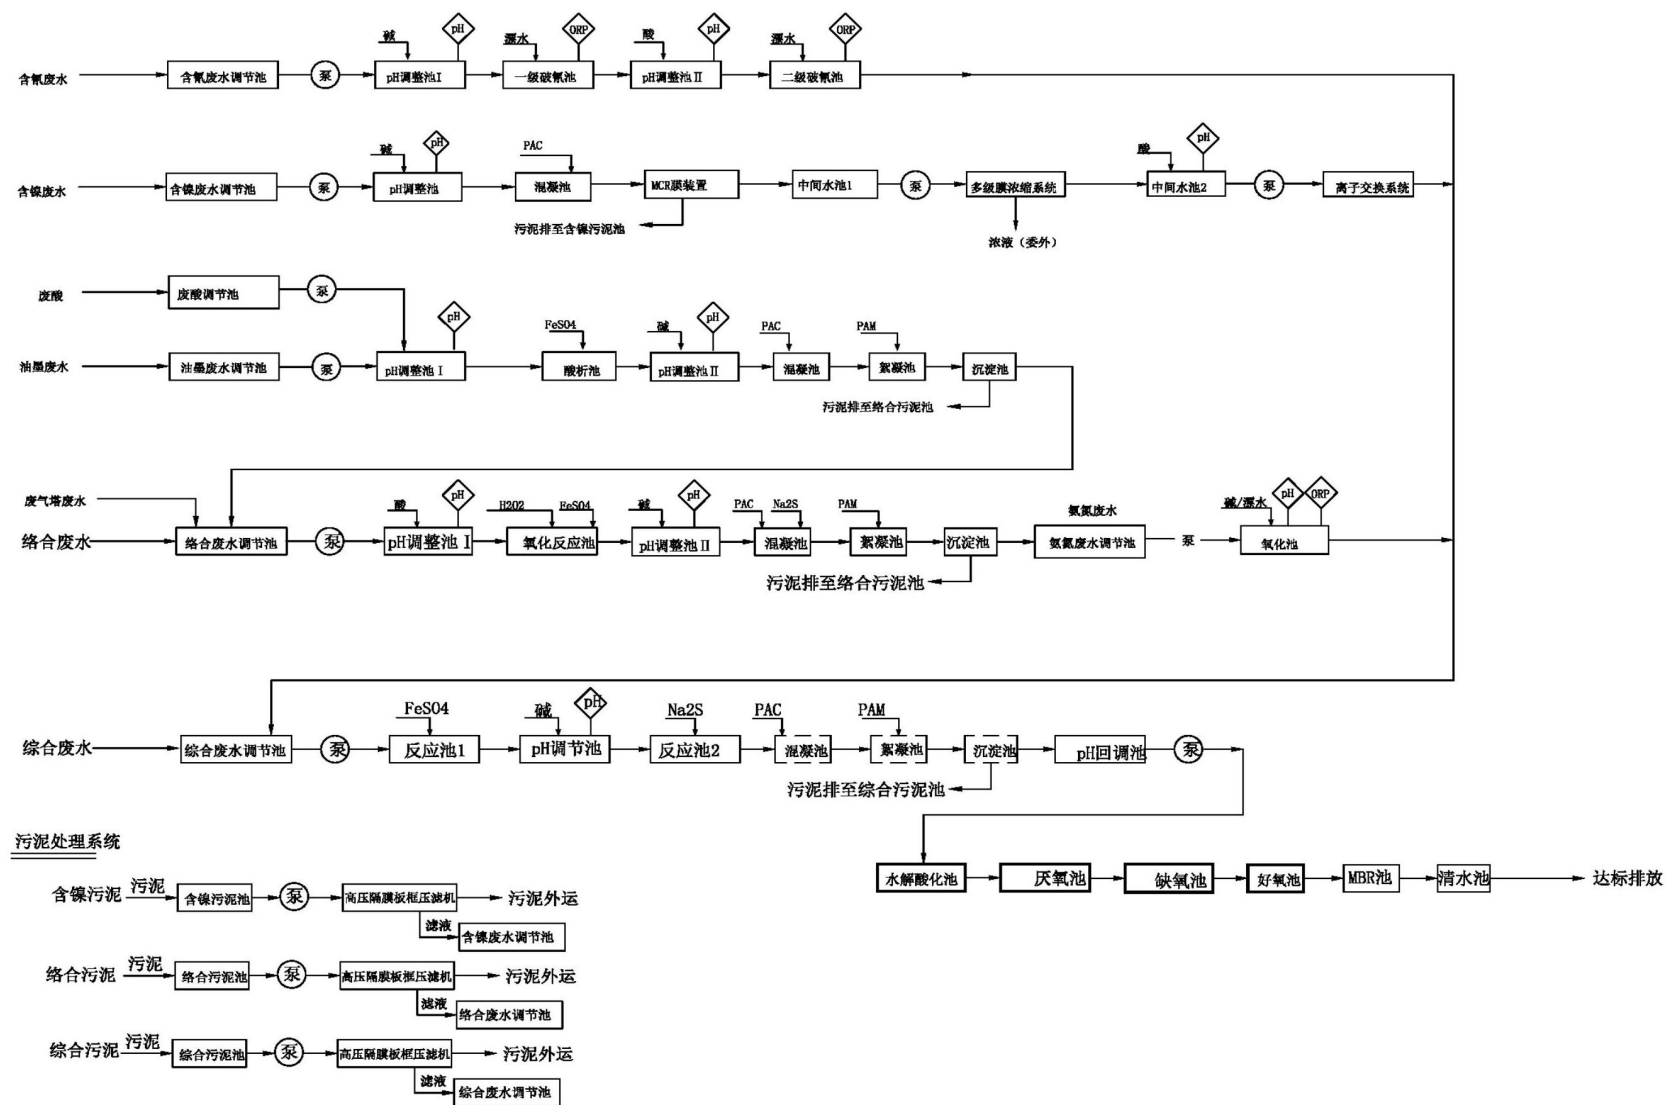 碱
pH
漂水
ORP
酸
pH
漂水
ORP
含氰废水
含氰废水调节池
泵
pH调整池I
一级破氰池
pH调整池II
二级破氰池
碱
pH
PAC
酸
pH
含镍废水
含镍废水调节池
泵
pH调整池
混凝池
MCR膜装置
中间水池1
泵
多级膜浓缩系统
中间水池2
泵
离子交换系统
污泥排至含镍污泥池
浓液（委外）
废酸
废酸调节池
泵
pH
FeSO4
碱
pH
PAC
PAM
油墨废水
油墨废水调节池
泵
pH调整池 I
酸析池
pH调整池II
混凝池
絮凝池
沉淀池
污泥排至络合污泥池
废气塔废水
酸
pH
H2O2
FeSO4
碱
pH
PAC
Na2S
PAM
氨氮废水
碱/漂水
pH
ORP
络合废水
络合废水调节池
泵
pH调整池 I
氧化反应池
pH调整池II
混凝池
絮凝池
沉淀池
氨氮废水调节池
泵
氧化池
污泥排至络合污泥池
FeSO4
碱
pH
Na2S
PAC
PAM
综合废水
综合废水调节池
泵
反应池1
pH调节池
反应池2
混凝池
絮凝池
沉淀池
pH回调池
泵
污泥排至综合污泥池
水解酸化池
厌氧池
缺氧池
好氧池
MBR池
清水池
达标排放
污泥处理系统
含镍污泥
污泥
含镍污泥池
泵
高压隔膜板框压滤机
污泥外运
滤液
含镍废水调节池
络合污泥
污泥
络合污泥池
泵
高压隔膜板框压滤机
污泥外运
滤液
络合废水调节池
综合污泥
污泥
综合污泥池
泵
高压隔膜板框压滤机
污泥外运
滤液
综合废水调节池